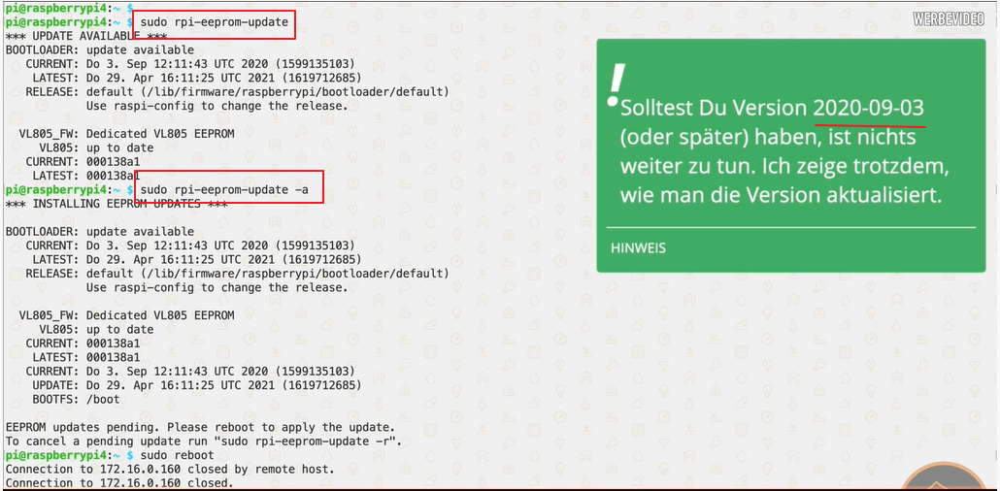 pi@raspberrypi4:~ $
pi@raspberrypi4:~ $ sudo rpi-eeprom-update
*** UPDATE AVAILABLE ***
BOOTLOADER: update available
CURRENT: Do 3. Sep 12:11:43 UTC 2020 (1599135103)
LATEST: Do 29. Apr 16:11:25 UTC 2021 (1619712685)
RELEASE: default (/lib/firmware/raspberrypi/bootloader/default)
Use raspi-config to change the release.
VL805_FW: Dedicated VL805 EEPROM
VL805: up to date
CURRENT: 000138a1
LATEST: 000138a1
pi@raspberrypi4:~ $ sudo rpi-eeprom-update -a
*** INSTALLING EEPROM UPDATES ***
BOOTLOADER: update available
CURRENT: Do 3. Sep 12:11:43 UTC 2020 (1599135103)
LATEST: Do 29. Apr 16:11:25 UTC 2021 (1619712685)
RELEASE: default (/lib/firmware/raspberrypi/bootloader/default)
Use raspi-config to change the release.
VL805_FW: Dedicated VL805 EEPROM
VL805: up to date
CURRENT: 000138a1
LATEST: 000138a1
CURRENT: Do 3. Sep 12:11:43 UTC 2020 (1599135103)
UPDATE: Do 29. Apr 16:11:25 UTC 2021 (1619712685)
BOOTFS: /boot
EEPROM updates pending. Please reboot to apply the update.
To cancel a pending update run "sudo rpi-eeprom-update -r".
pi@raspberrypi4:~ $ sudo reboot
Connection to 172.16.0.160 closed by remote host.
Connection to 172.16.0.160 closed.
WERBEVIDEO
!
Solltest Du Version 2020-09-03
(oder später) haben, ist nichts
weiter zu tun. Ich zeige trotzdem,
wie man die Version aktualisiert.
HINWEIS